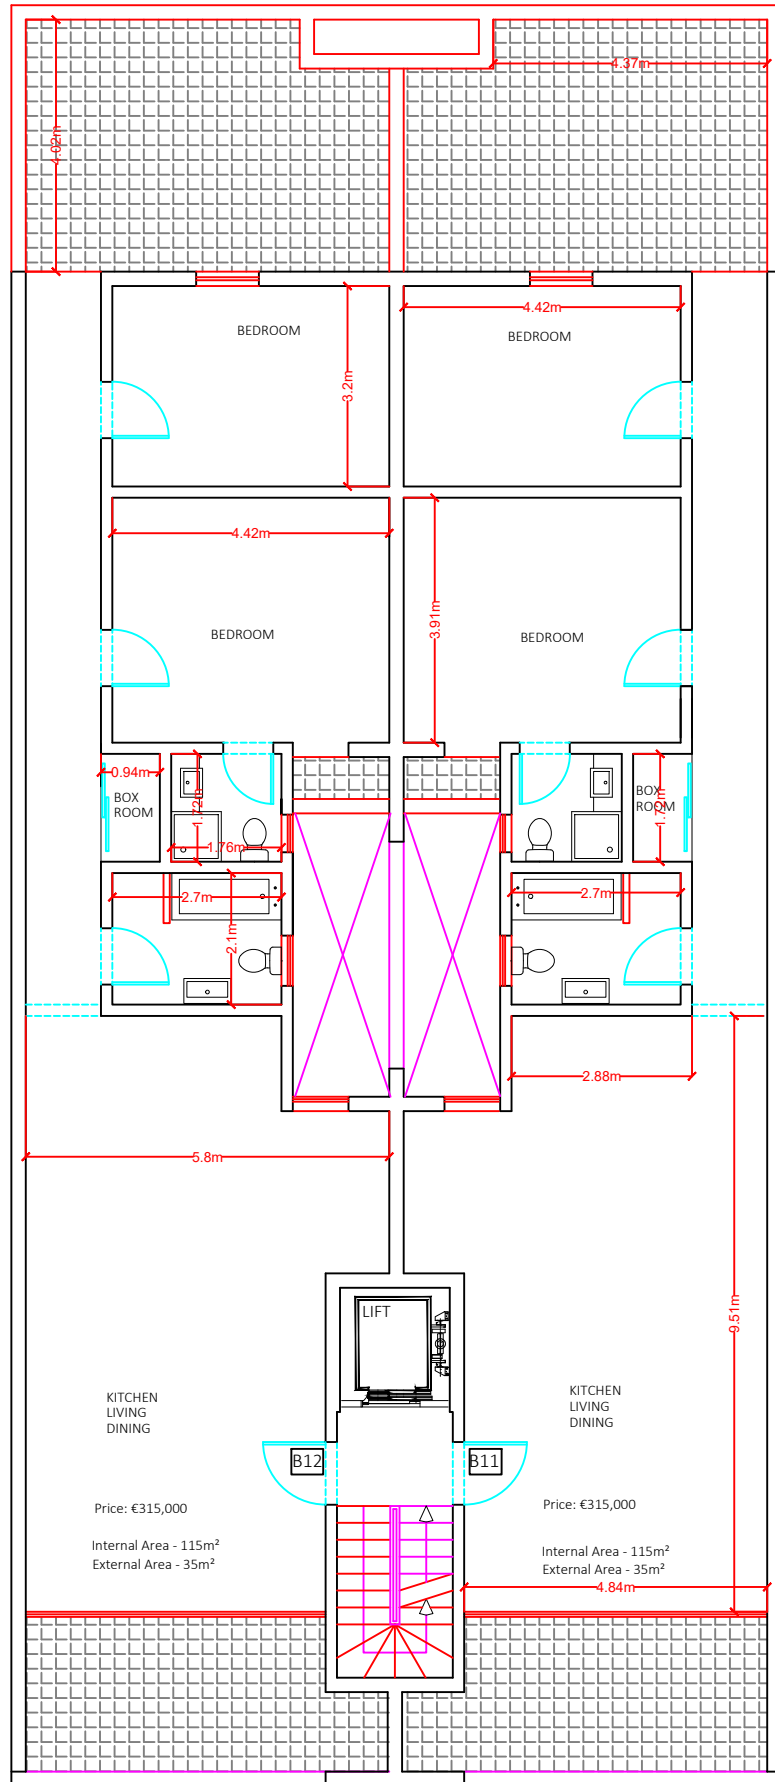 4.37m
4.02m
4.42m
BEDROOM
BEDROOM
3.2m
4.42m
3.91m
BEDROOM
BEDROOM
0.94m
BOX
ROOM
1.72m
1.76m
BOX
ROOM
1.72m
2.7m
2.7m
2.1m
2.88m
5.8m
LIFT
9.51m
KITCHEN
LIVING
DINING
KITCHEN
LIVING
DINING
B12
B11
Price: €315,000
Price: €315,000
Internal Area - 115m²
External Area - 35m²
Internal Area - 115m²
External Area - 35m²
4.84m